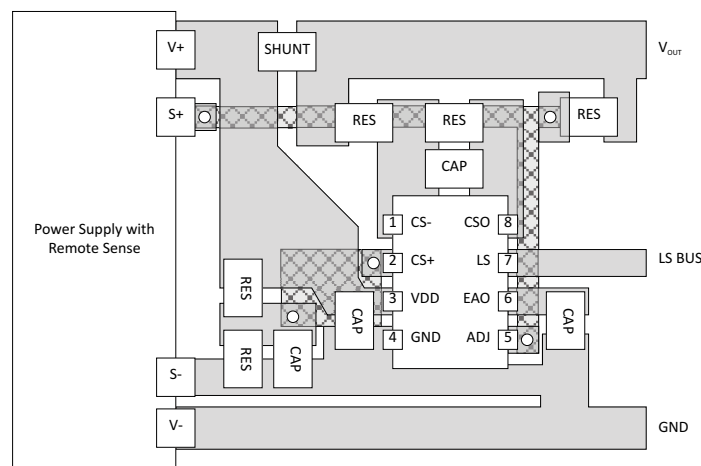 V+
SHUNT
V_OUT
S+
RES
RES
RES
CAP
Power Supply with
Remote Sense
1 CS- CSO 8
2 CS+ LS 7
LS BUS
3 VDD EAO 6
4 GND ADJ 5
RES
CAP
CAP
RES
CAP
S-
V-
GND